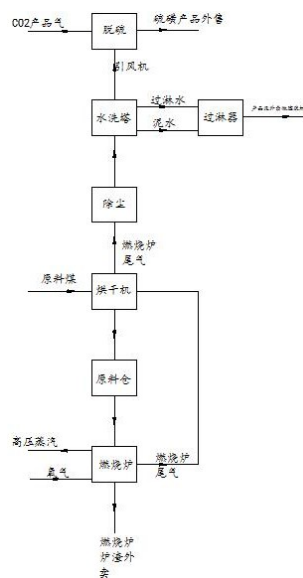 CO2产品气
脱硫
硫磺产品外售
引风机
水洗塔
过淋水
泥水
过淋器
除尘
燃烧炉
尾气
原料煤
烘干机
原料仓
高压蒸汽
氧气
燃烧炉
燃烧炉
尾气
燃烧炉
炉渣外
卖